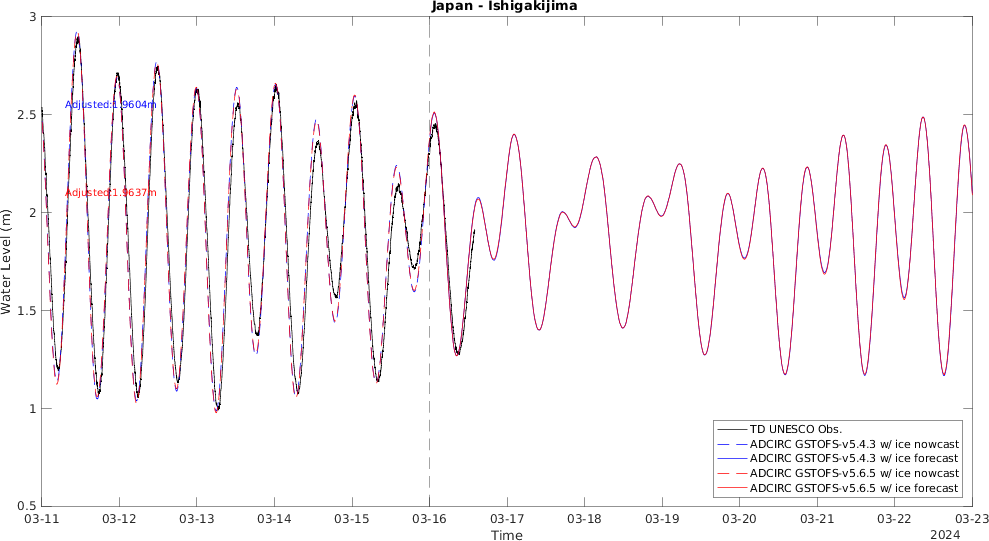 Japan - Ishigakijima
3
2.5
2
1.5
1
0.5
Water Level (m)
Adjusted:1.9604m
Adjusted:1.9637m
TD UNESCO Obs.
ADCIRC GSTOFS-v5.4.3 w/ ice nowcast
ADCIRC GSTOFS-v5.4.3 w/ ice forecast
ADCIRC GSTOFS-v5.6.5 w/ ice nowcast
ADCIRC GSTOFS-v5.6.5 w/ ice forecast
03-11 03-12 03-13 03-14 03-15 03-16 03-17 03-18 03-19 03-20 03-21 03-22 03-23
Time
2024